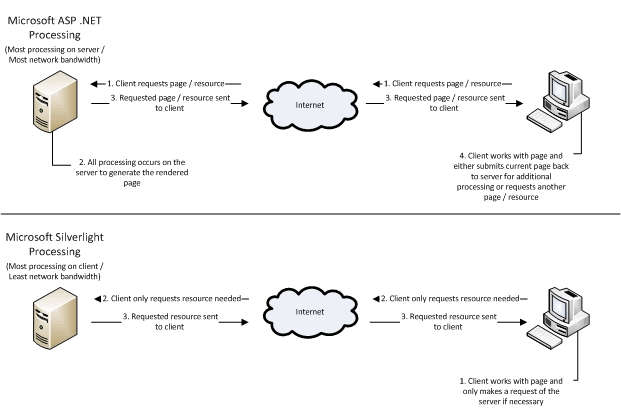 Microsoft ASP .NET
Processing
(Most processing on server /
Most network bandwidth)
1. Client requests page / resource
3. Requested page / resource sent
to client
Internet
1. Client requests page / resource
3. Requested page / resource sent
to client
2. All processing occurs on the
server to generate the rendered
page
4. Client works with page and
either submits current page back
to server for additional
processing or requests another
page / resource
Microsoft Silverlight
Processing
(Most processing on client /
Least network bandwidth)
2. Client only requests resource needed
3. Requested resource sent
to client
Internet
2. Client only requests resource needed
3. Requested resource sent
to client
1. Client works with page and
only makes a request of the
server if necessary